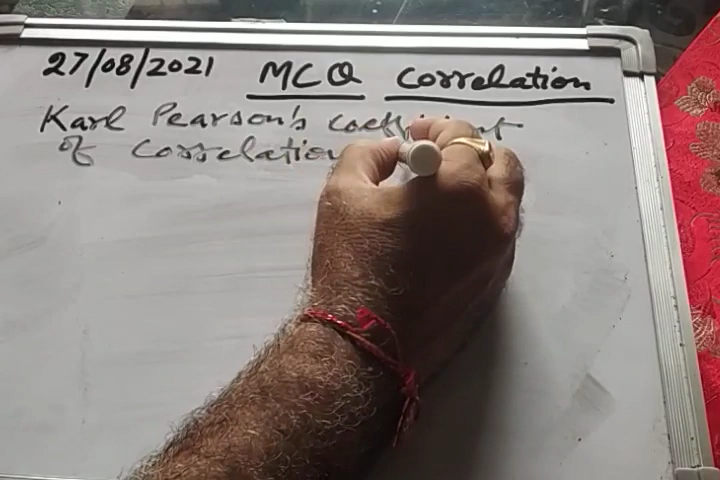 27/08/2021 MCQ Correlation
Karl Pearson's coefficient
of Correlation